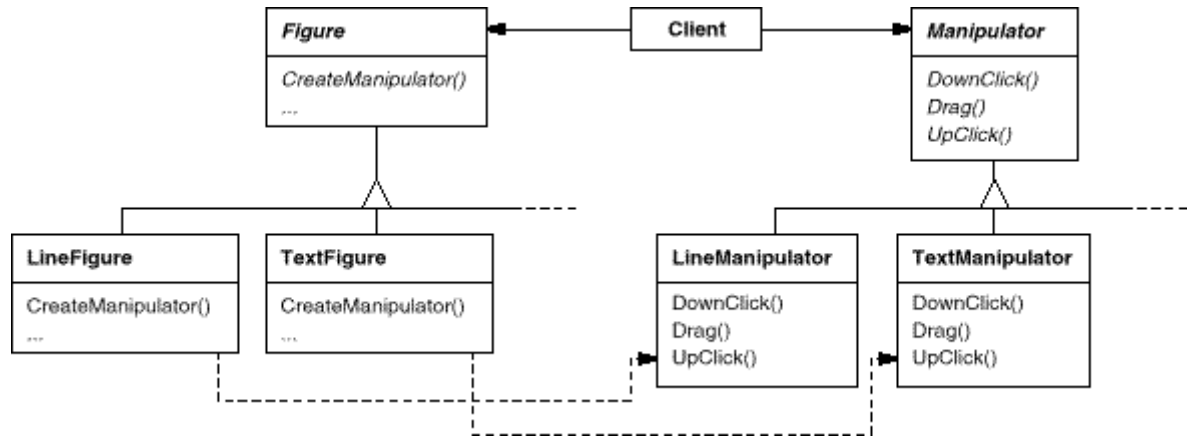 Figure
CreateManipulator()
...
Client
Manipulator
DownClick()
Drag()
UpClick()
LineFigure
CreateManipulator()
...
TextFigure
CreateManipulator()
...
LineManipulator
DownClick()
Drag()
UpClick()
TextManipulator
DownClick()
Drag()
UpClick()